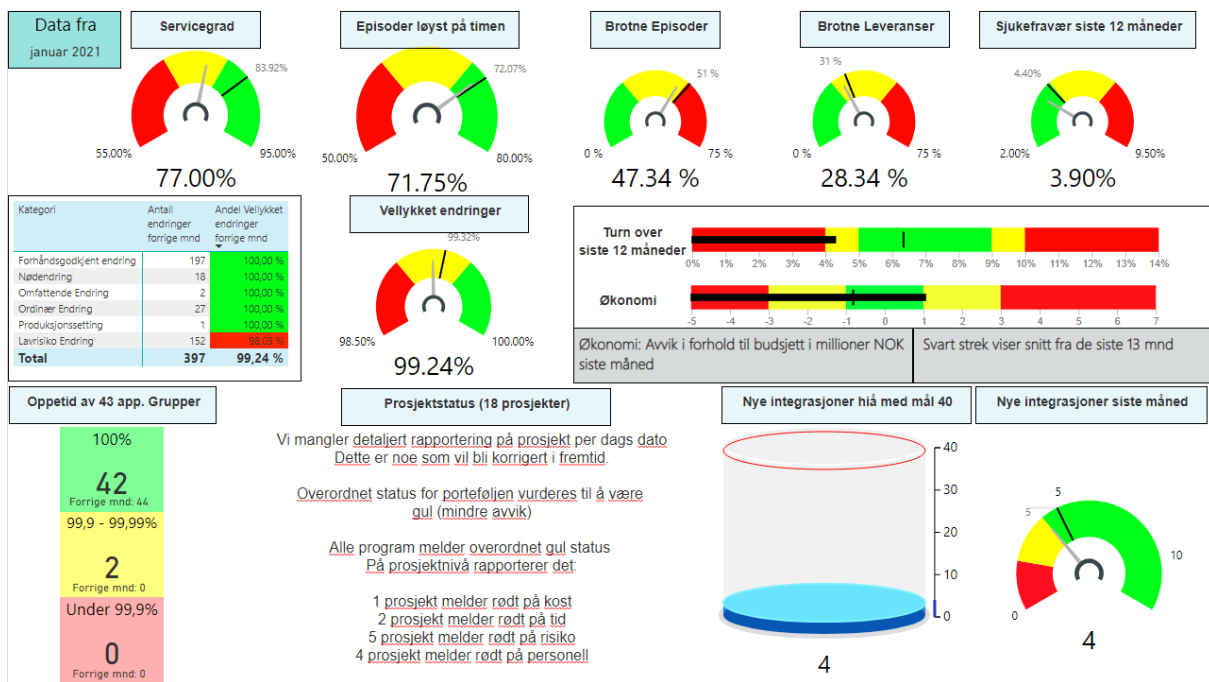 Data fra
januar 2021
Servicegrad
83.92%
55.00%
95.00%
77.00%
Episoder løyst på timen
72.07%
50.00%
80.00%
71.75%
Brotne Episoder
51 %
0 %
75 %
47.34 %
Brotne Leveranser
31 %
0 %
75 %
28.34 %
Sjukefravær siste 12 måneder
4.40%
2.00%
9.50%
3.90%
Kategori
Antall
endringer
forrige mnd
Andel Vellykket
endringer
forrige mnd
Forhåndsgodkjent endring 197 100,00 %
Nødendring 18 100,00 %
Omfattende Endring 2 100,00 %
Ordinær Endring 27 100,00 %
Produksjonssetting 1 100,00 %
Lavrisiko Endring 152 98,03 %
Total 397 99,24 %
Vellykket endringer
99.32%
98.50%
100.00%
99.24%
Turn over
siste 12 måneder
0% 1% 2% 3% 4% 5% 6% 7% 8% 9% 10% 11% 12% 13% 14%
Økonomi
-5 -4 -3 -2 -1 0 1 2 3 4 5 6 7
Økonomi: Avvik i forhold til budsjett i millioner NOK
siste måned
Svart strek viser snitt fra de siste 13 mnd
Oppetid av 43 app. Grupper
100%
42
Forrige mnd: 44
99,9 - 99,99%
2
Forrige mnd: 0
Under 99,9%
0
Forrige mnd: 0
Prosjektstatus (18 prosjekter)
Vi mangler detaljert rapportering på prosjekt per dags dato
Dette er noe som vil bli korrigert i fremtid.
Overordnet status for porteføljen vurderes til å være
gul (mindre avvik)
Alle program melder overordnet gul status
På prosjektnivå rapporterer det:
1 prosjekt melder rødt på kost
2 prosjekt melder rødt på tid
5 prosjekt melder rødt på risiko
4 prosjekt melder rødt på personell
Nye integrasjoner hiå med mål 40
40
30
20
10
0
4
Nye integrasjoner siste måned
5
5
10
0
4